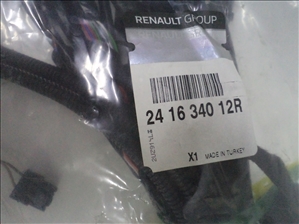 RENAULT GROUP
24 16 340 12R
X1 MADE IN TURKEY